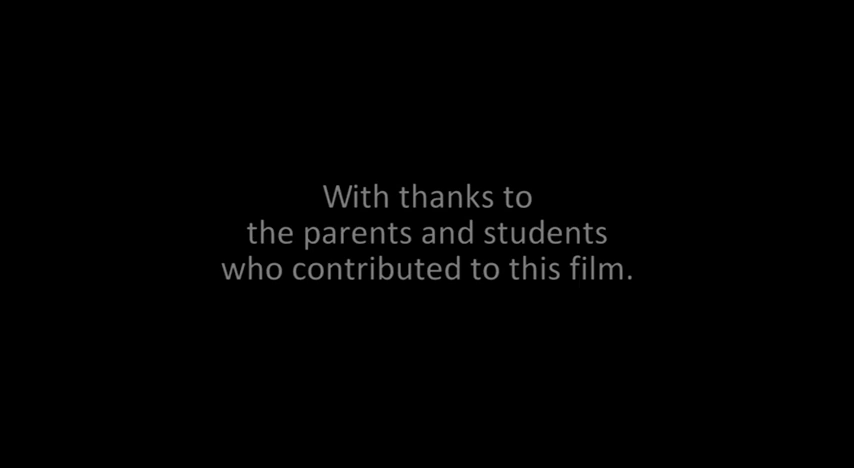 With thanks to
the parents and students
who contributed to this film.